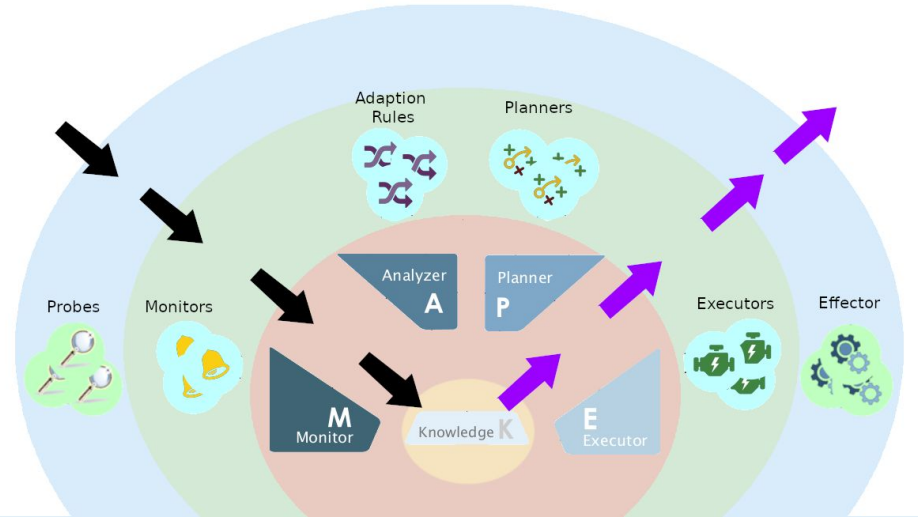 Adaption
Rules
Planners
Analyzer
A
Planner
P
Probes
Monitors
Executors
Effector
M
Monitor
Knowledge K
E
Executor